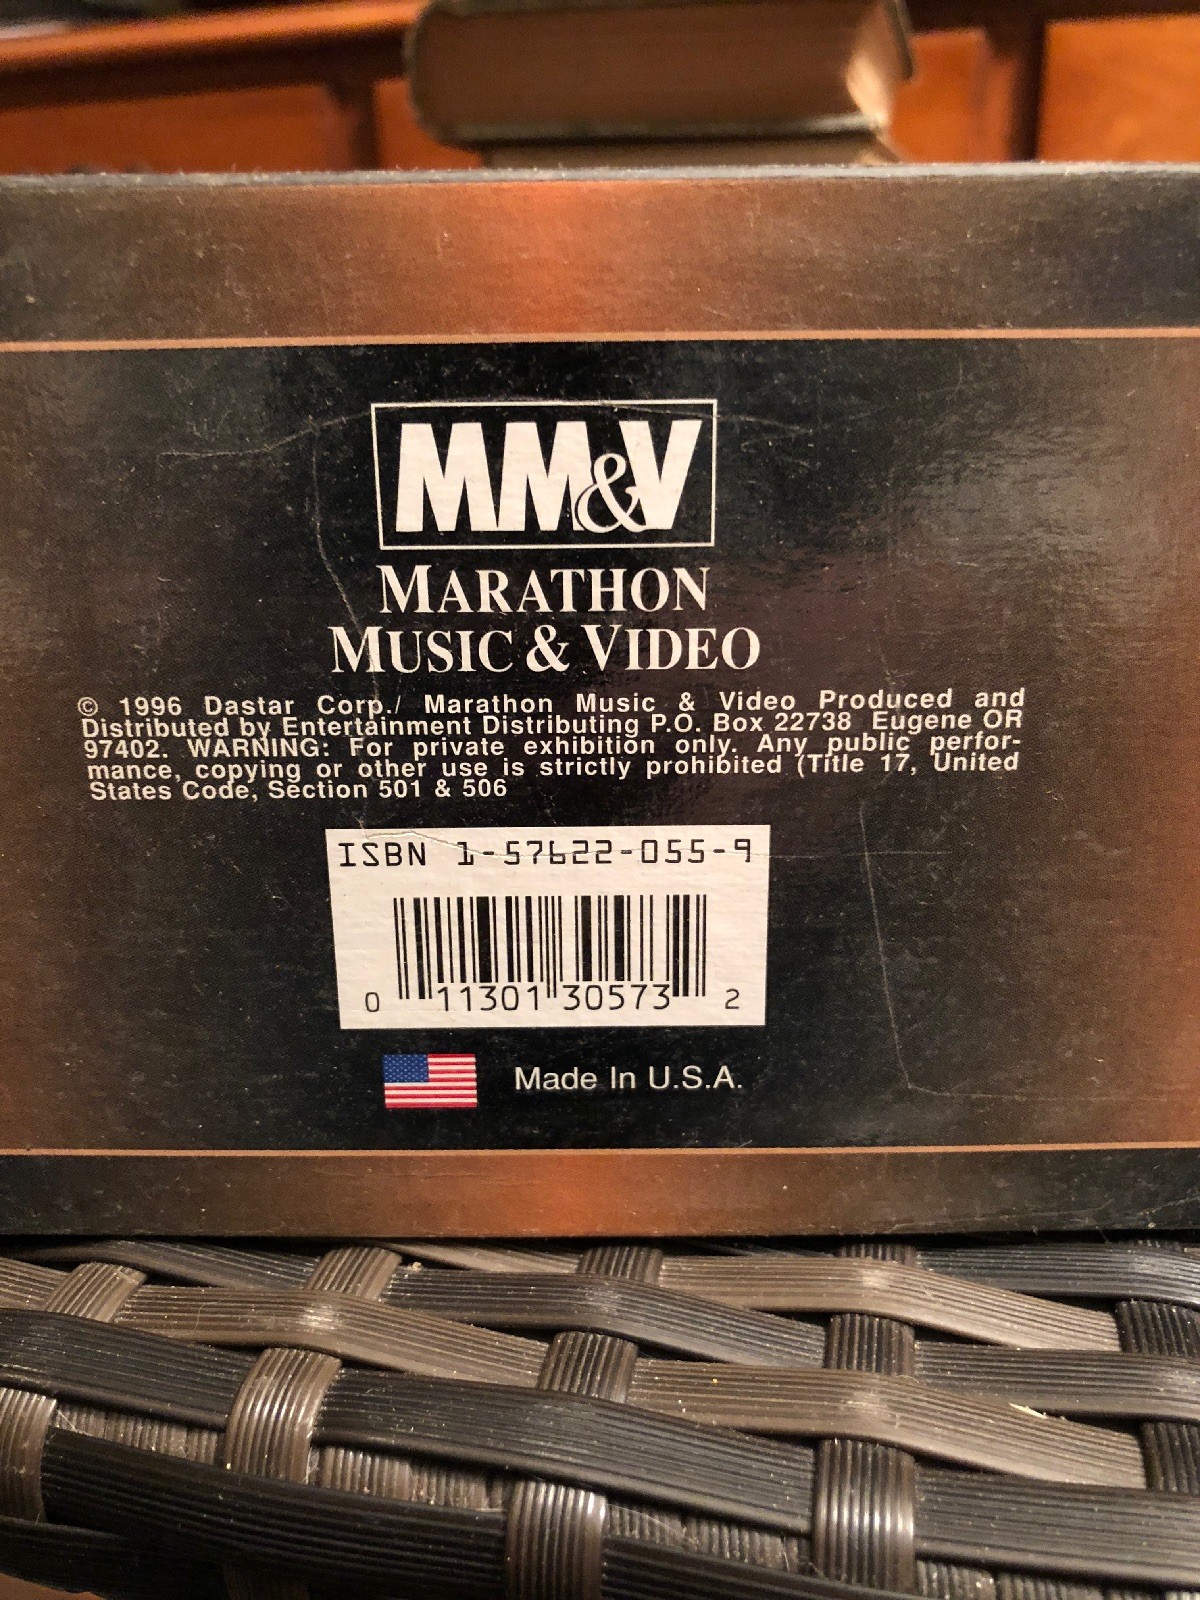 MM&V
MARATHON
MUSIC & VIDEO
© 1996 Dastar Corp./ Marathon Music & Video Produced and
Distributed by Entertainment Distributing P.O. Box 22738 Eugene OR
97402. WARNING: For private exhibition only. Any public perfor-
mance, copying or other use is strictly prohibited (Title 17, United
States Code, Section 501 & 506
ISBN 1-57622-055-9
0 11301 30573 2
Made In U.S.A.